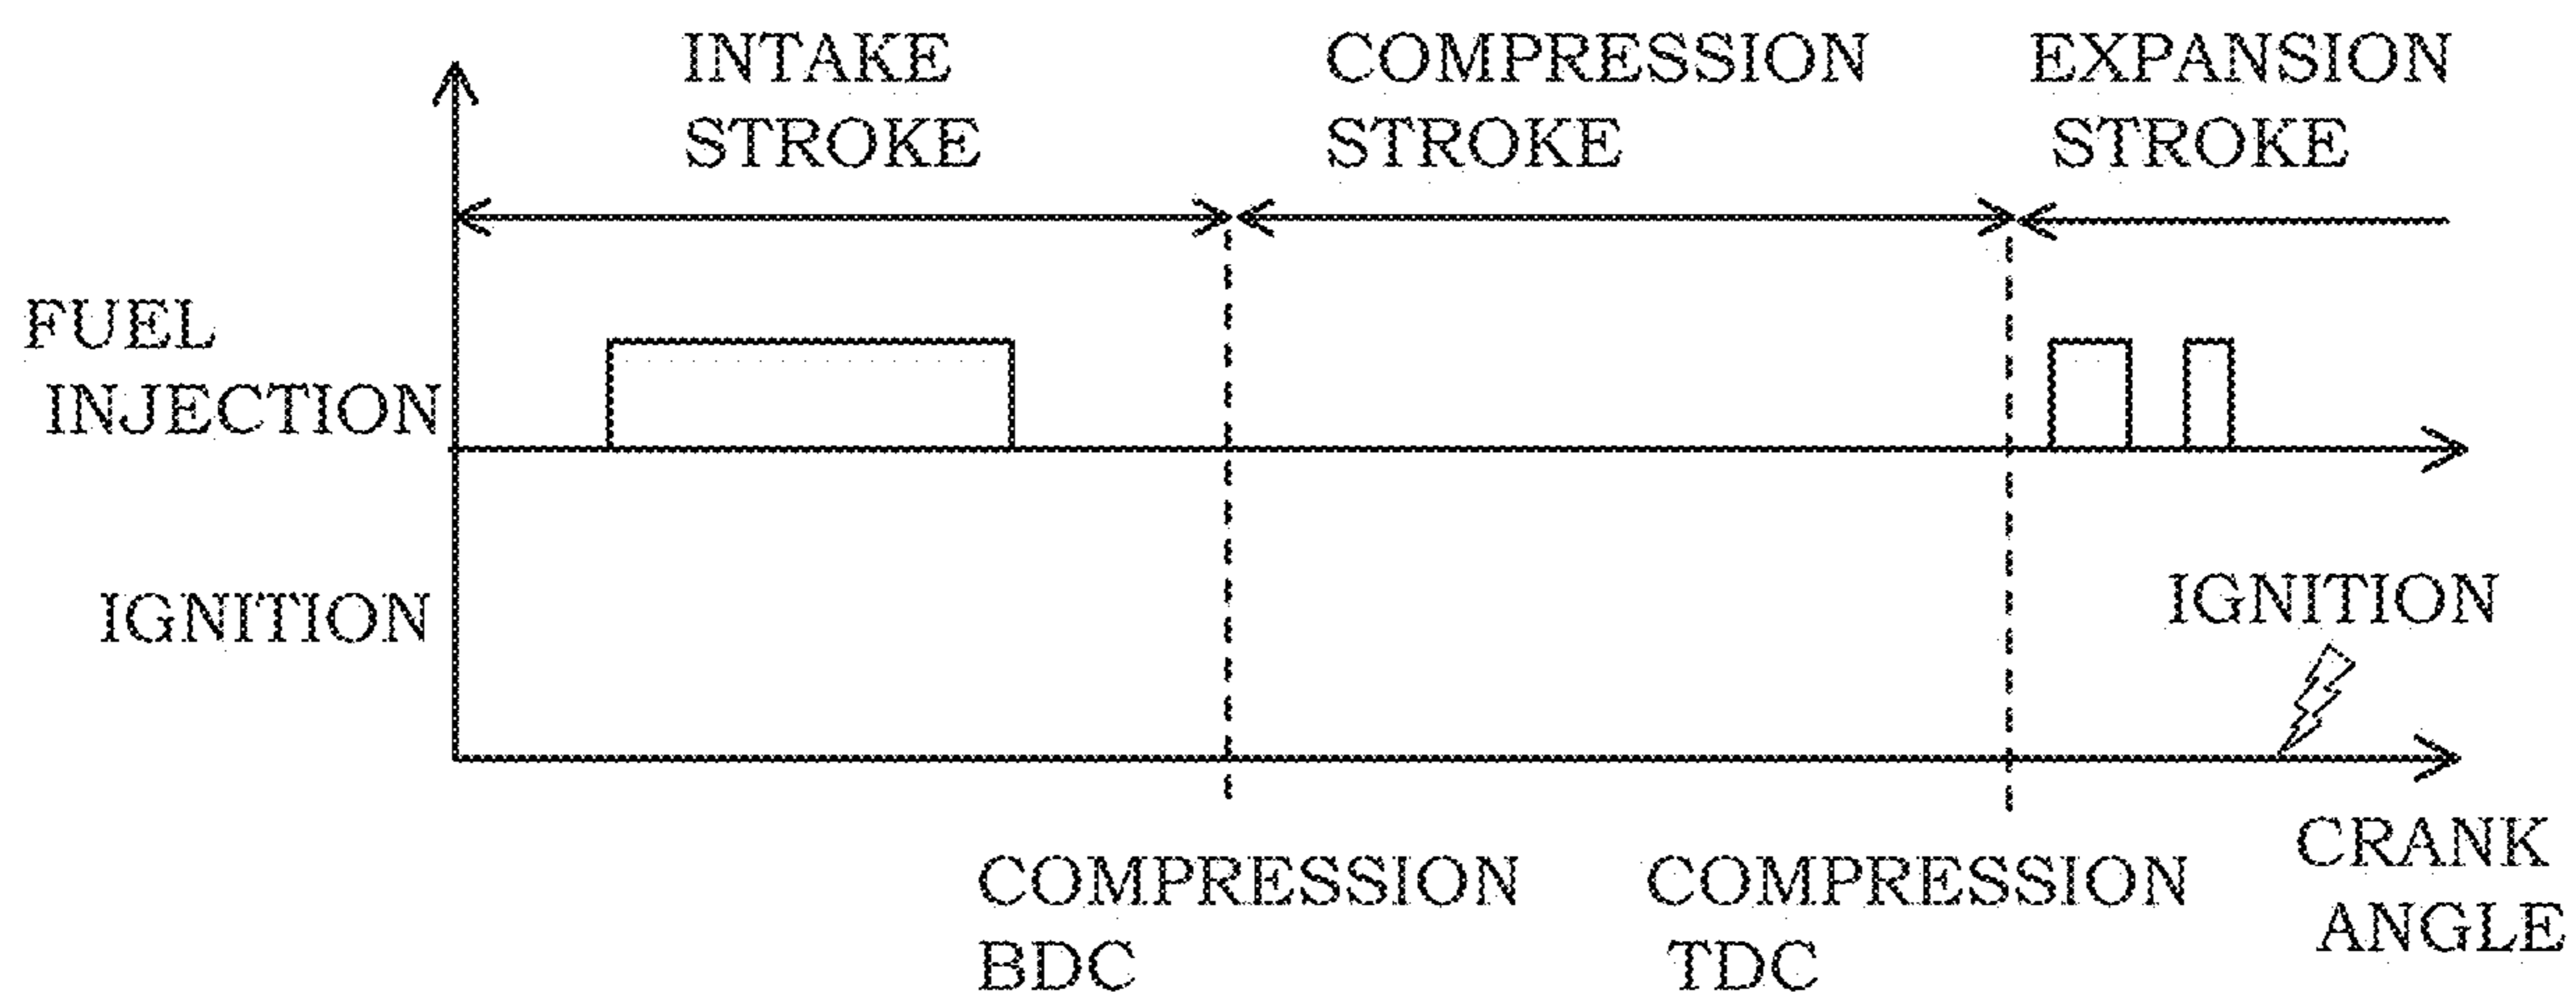 INTAKE
STROKE
COMPRESSION
STROKE
EXPANSION
STROKE
FUEL
INJECTION
IGNITION
IGNITION
COMPRESSION
BDC
COMPRESSION
TDC
CRANK
ANGLE